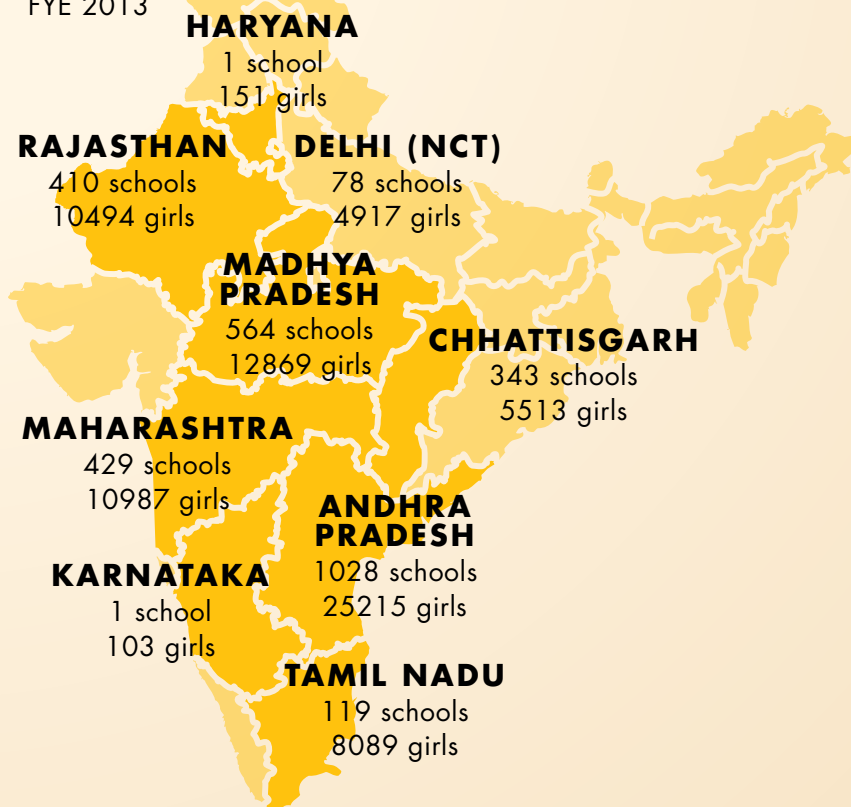 FYE 2013
HARYANA
1 school
151 girls
RAJASTHAN
410 schools
10494 girls
DELHI (NCT)
78 schools
4917 girls
MADHYA
PRADESH
564 schools
12869 girls
CHHATTISGARH
343 schools
5513 girls
MAHARASHTRA
429 schools
10987 girls
ANDHRA
PRADESH
1028 schools
25215 girls
KARNATAKA
1 school
103 girls
TAMIL NADU
119 schools
8089 girls